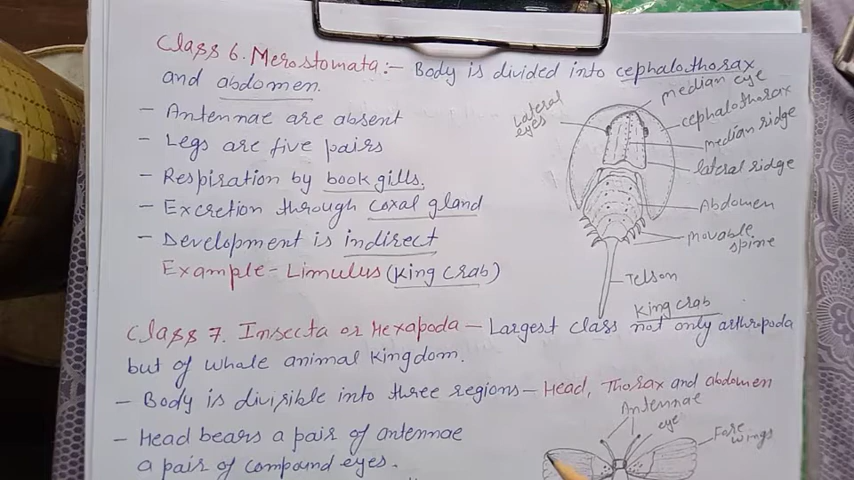 Class 6. Merostomata:- Body is divided into cephalothorax
and abdomen.
- Antennae are absent
- Legs are five pairs
- Respiration by book gills.
- Excretion through coxal gland
- Development is indirect
Example- Limulus (King Crab)
Lateral eyes
median eye
cephalothorax
median ridge
lateral ridge
Abdomen
movable spine
Telson
King crab
Class 7. Insecta or Hexapoda - Largest class not only arthropoda
but of whole animal kingdom.
- Body is divisible into three regions- Head, Thorax and abdomen
- Head bears a pair of antennae
a pair of compound eyes.
Antennae
eye
Fore wings